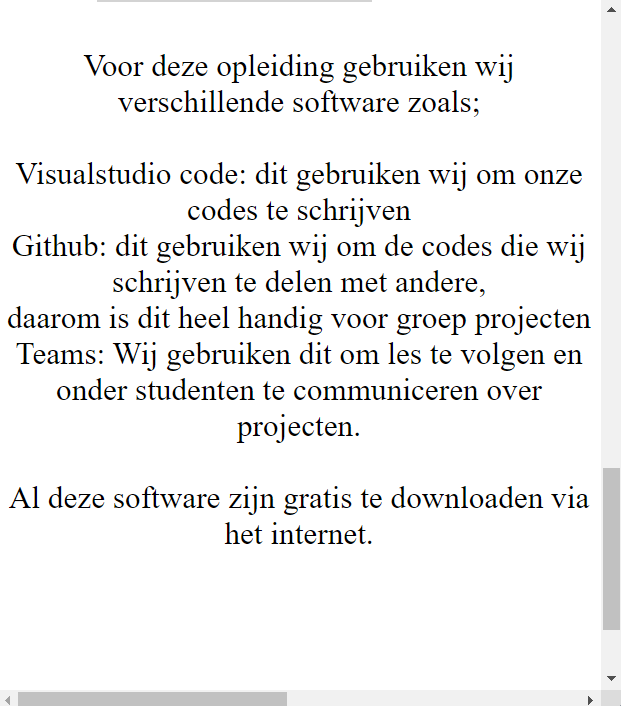 Voor deze opleiding gebruiken wij
verschillende software zoals;
Visualstudio code: dit gebruiken wij om onze
codes te schrijven
Github: dit gebruiken wij om de codes die wij
schrijven te delen met andere,
daarom is dit heel handig voor groep projecten
Teams: Wij gebruiken dit om les te volgen en
onder studenten te communiceren over
projecten.
Al deze software zijn gratis te downloaden via
het internet.